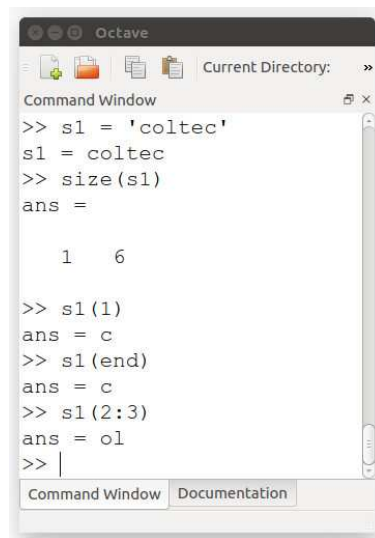 Octave
Current Directory: »
Command Window
>> s1 = 'coltec'
s1 = coltec
>> size(s1)
ans =
1 6
>> s1(1)
ans = c
>> s1(end)
ans = c
>> s1(2:3)
ans = ol
>>
Command Window Documentation